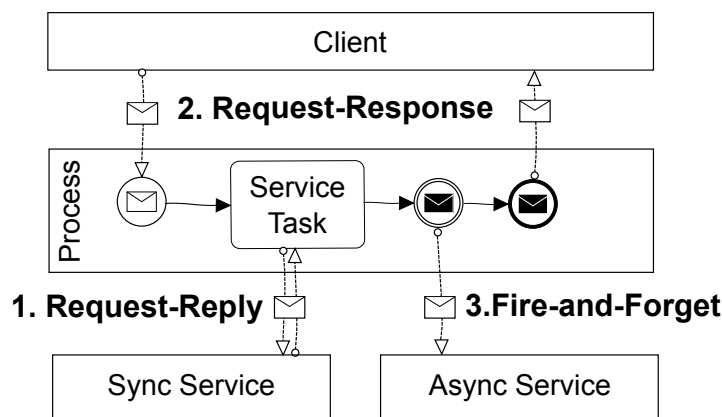 Client
2. Request-Response
Process
Service
Task
1. Request-Reply
3.Fire-and-Forget
Sync Service
Async Service